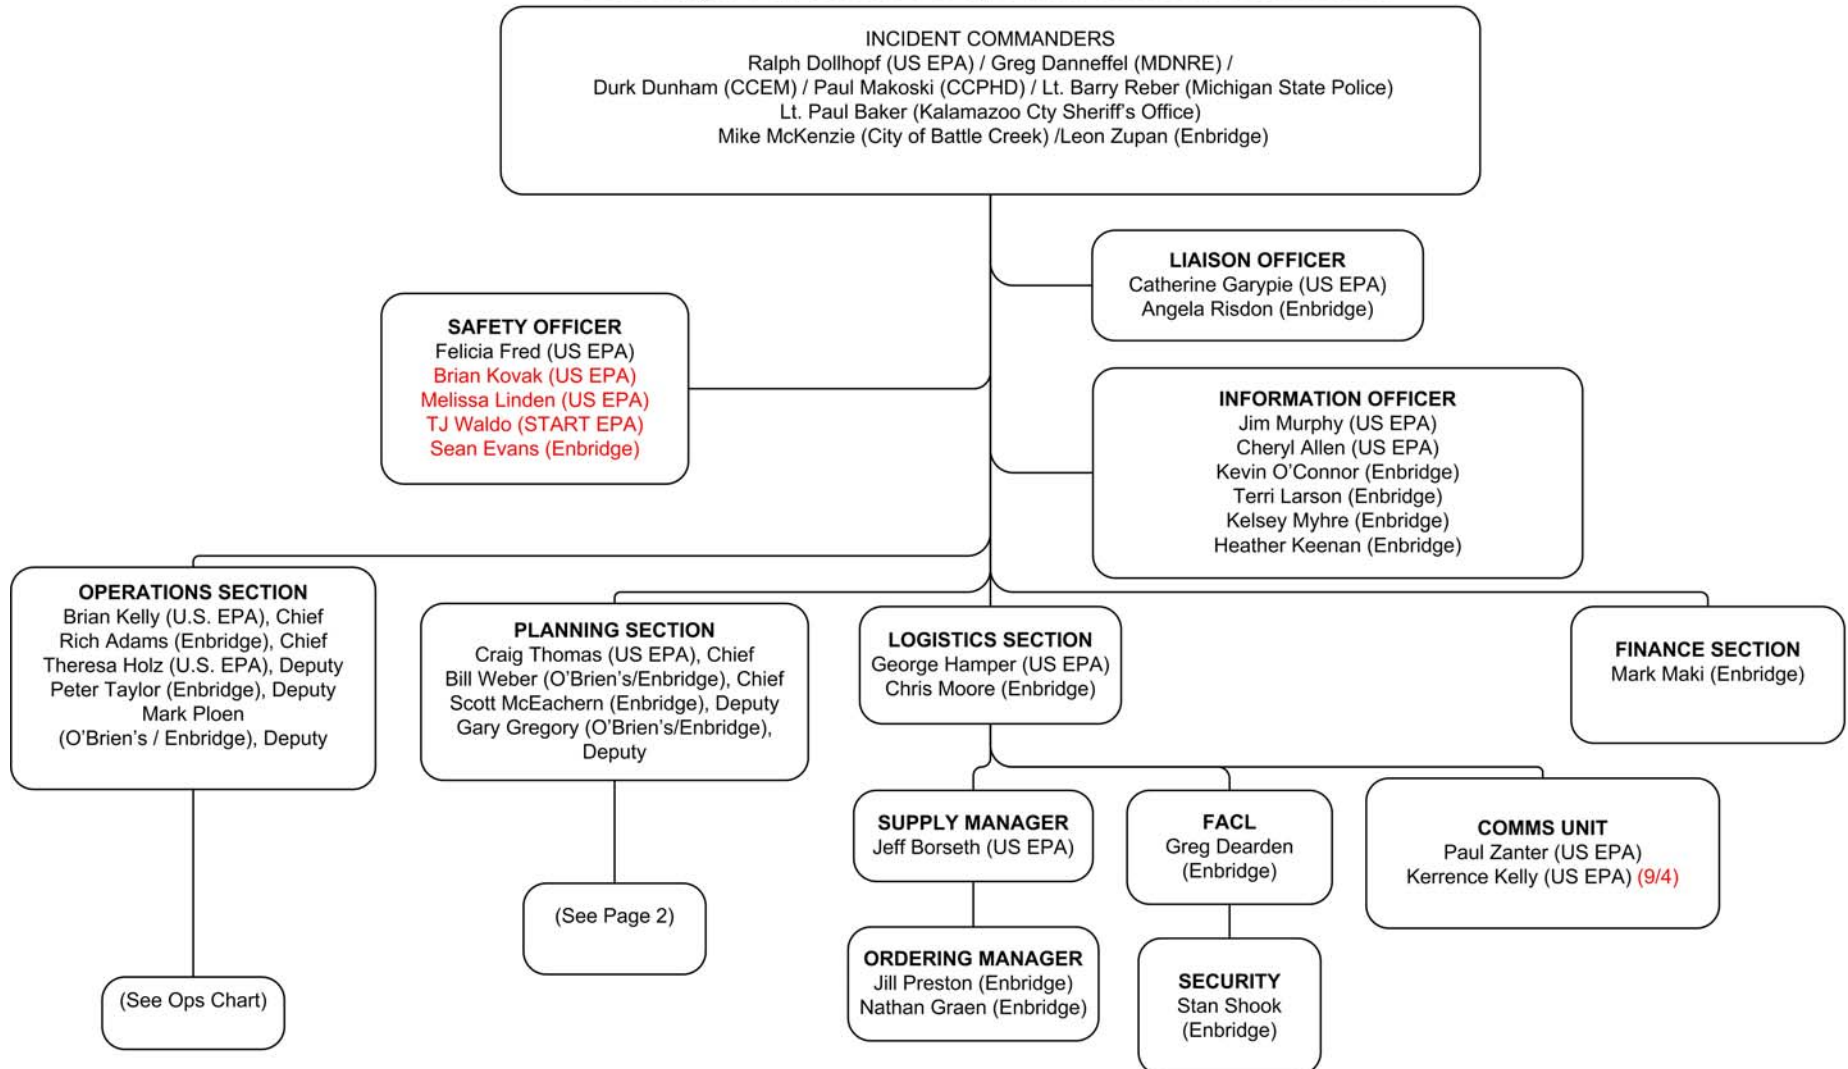 INCIDENT COMMANDERS
Ralph Dollhopf (US EPA) / Greg Danneffel (MDNRE) /
Durk Dunham (CCEM) / Paul Makoski (CCPHD) / Lt. Barry Reber (Michigan State Police)
Lt. Paul Baker (Kalamazoo Cty Sheriff's Office)
Mike McKenzie (City of Battle Creek) /Leon Zupan (Enbridge)
LIAISON OFFICER
Catherine Garypie (US EPA)
Angela Risdon (Enbridge)
SAFETY OFFICER
Felicia Fred (US EPA)
Brian Kovak (US EPA)
Melissa Linden (US EPA)
TJ Waldo (START EPA)
Sean Evans (Enbridge)
INFORMATION OFFICER
Jim Murphy (US EPA)
Cheryl Allen (US EPA)
Kevin O'Connor (Enbridge)
Terri Larson (Enbridge)
Kelsey Myhre (Enbridge)
Heather Keenan (Enbridge)
OPERATIONS SECTION
Brian Kelly (U.S. EPA), Chief
Rich Adams (Enbridge), Chief
Theresa Holz (U.S. EPA), Deputy
Peter Taylor (Enbridge), Deputy
Mark Ploen
(O'Brien's / Enbridge), Deputy
PLANNING SECTION
Craig Thomas (US EPA), Chief
Bill Weber (O'Brien's/Enbridge), Chief
Scott McEachern (Enbridge), Deputy
Gary Gregory (O'Brien's/Enbridge),
Deputy
LOGISTICS SECTION
George Hamper (US EPA)
Chris Moore (Enbridge)
FINANCE SECTION
Mark Maki (Enbridge)
SUPPLY MANAGER
Jeff Borseth (US EPA)
FACL
Greg Dearden
(Enbridge)
COMMS UNIT
Paul Zanter (US EPA)
Kerrence Kelly (US EPA) (9/4)
(See Page 2)
ORDERING MANAGER
Jill Preston (Enbridge)
Nathan Graen (Enbridge)
SECURITY
Stan Shook
(Enbridge)
(See Ops Chart)